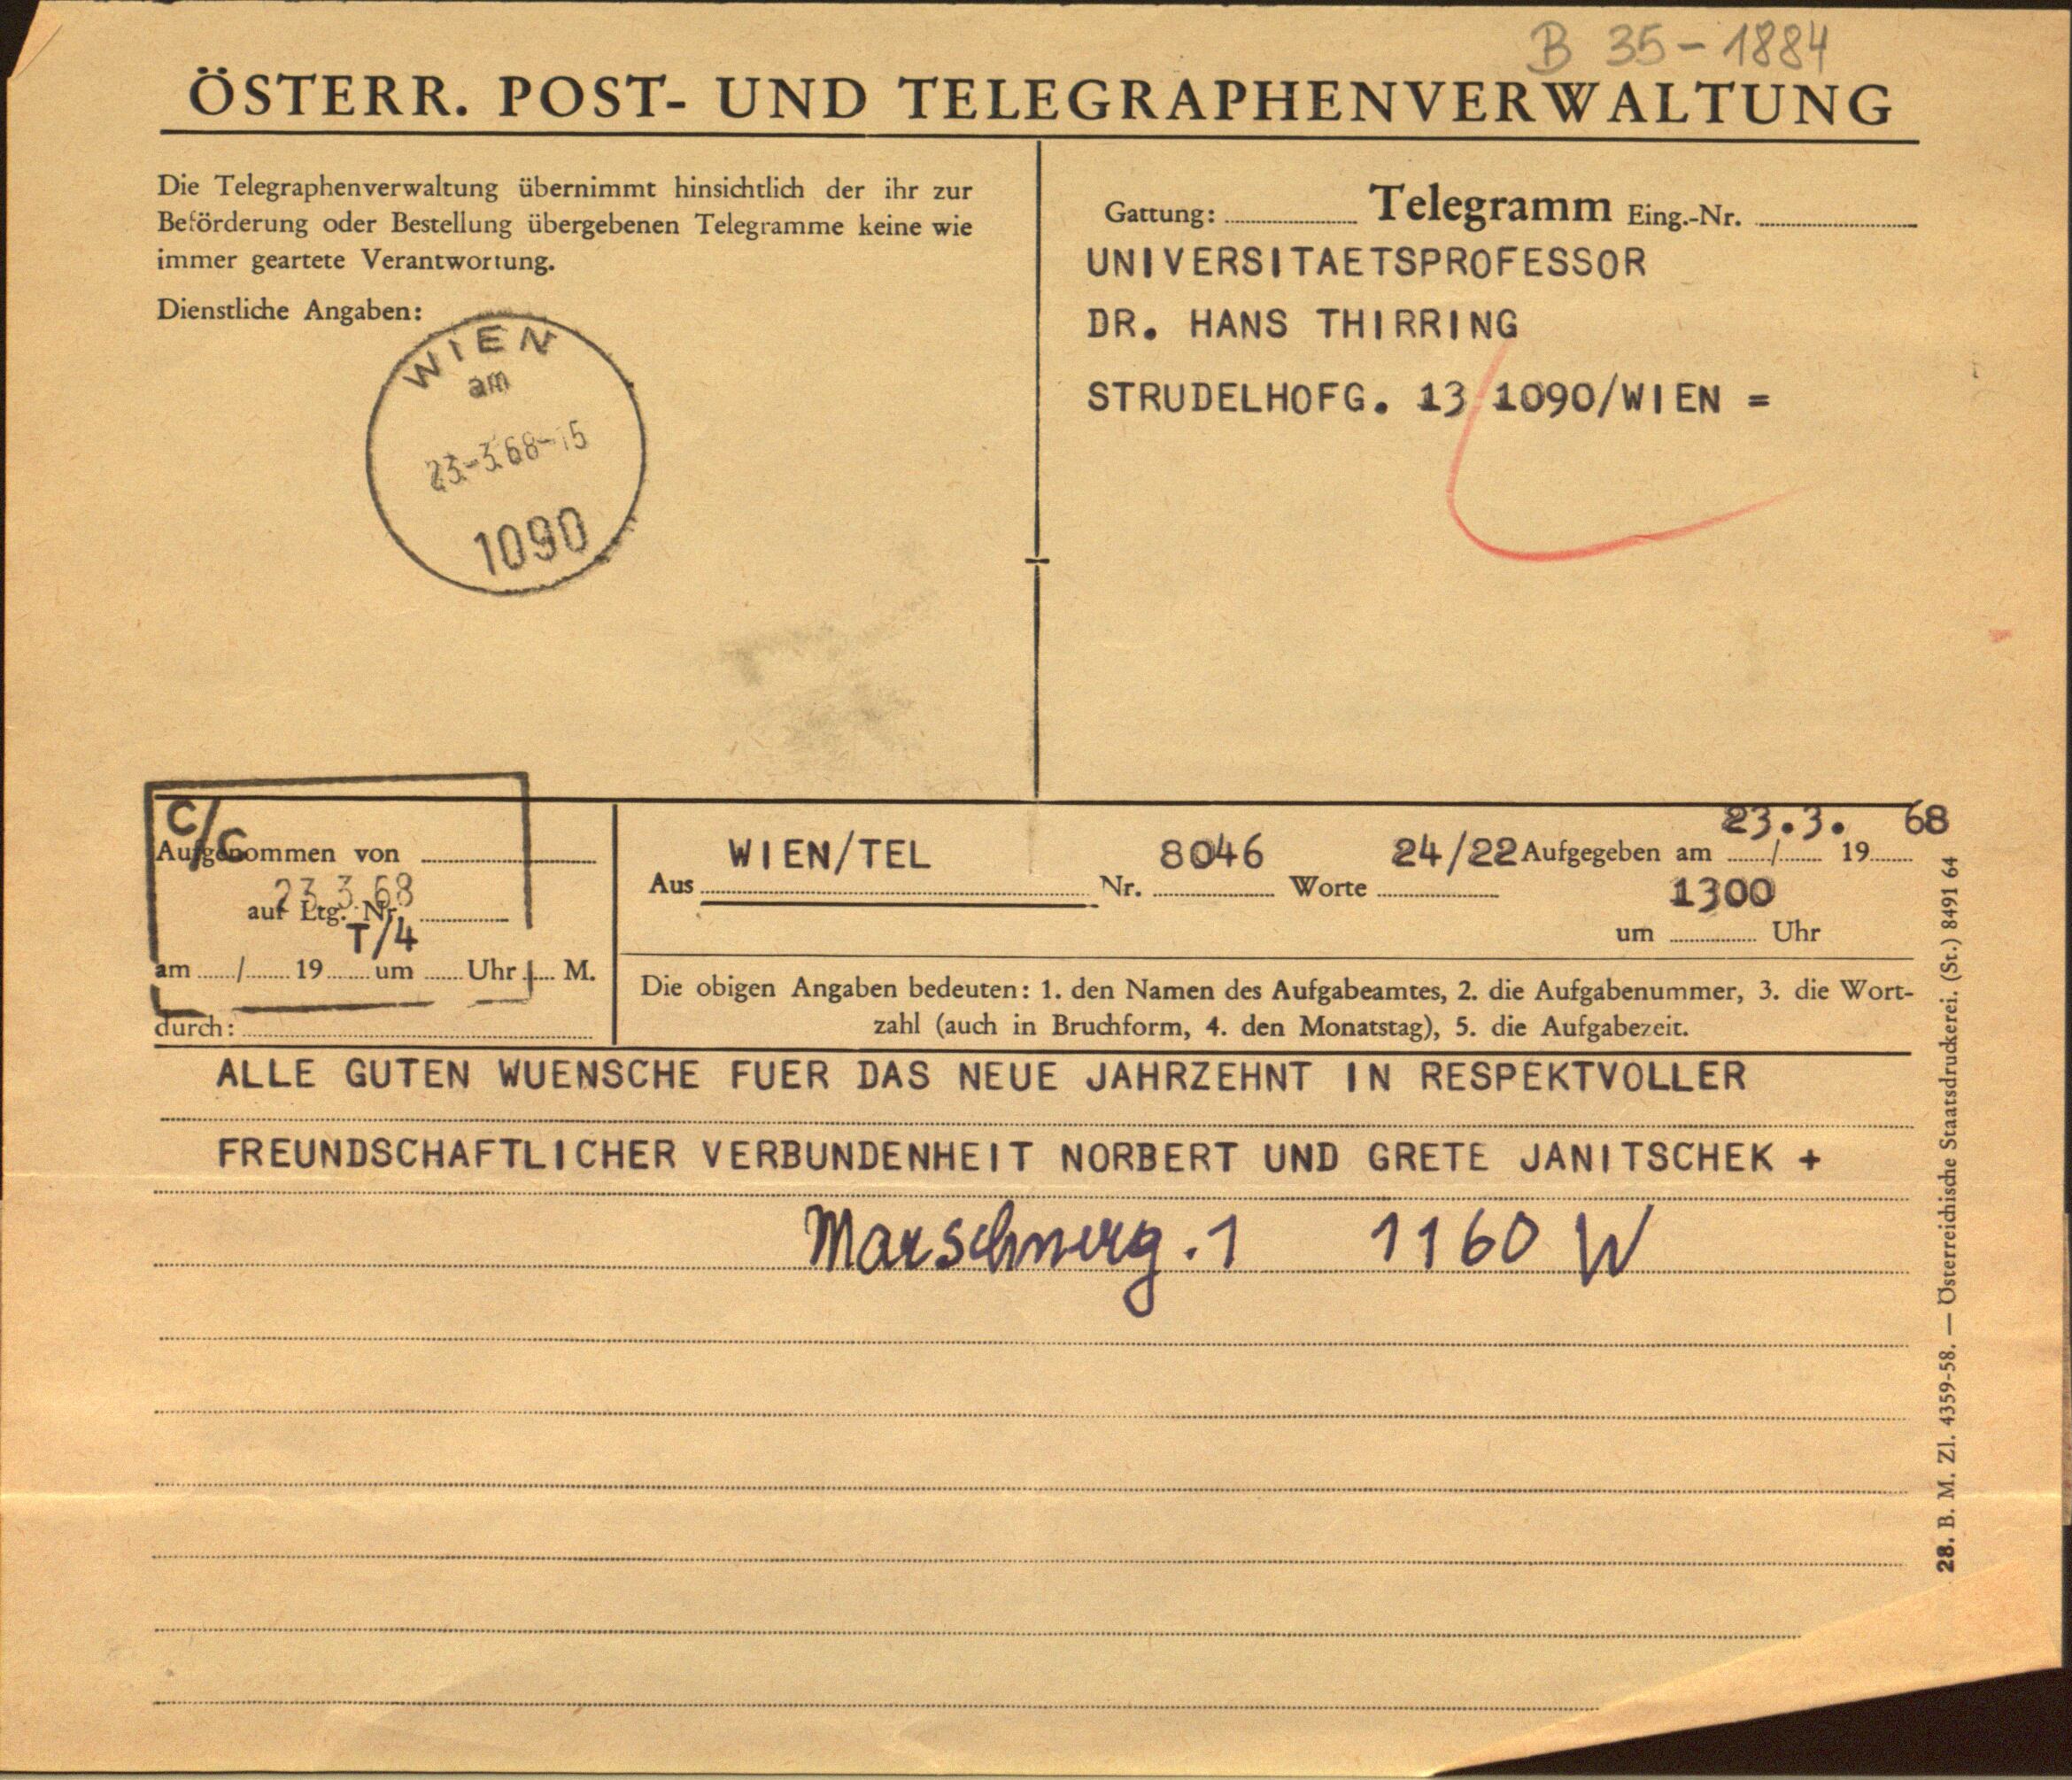 B 35-1884
ÖSTERR. POST- UND TELEGRAPHENVERWALTUNG
Die Telegraphenverwaltung übernimmt hinsichtlich der ihr zur
Beförderung oder Bestellung übergebenen Telegramme keine wie
immer geartete Verantwortung.
Dienstliche Angaben:
WIEN
am
23.-3.68-15
1090
Gattung: Telegramm Eing.-Nr.
UNIVERSITAETSPROFESSOR
DR. HANS THIRRING
STRUDELHOFG. 13/1090/WIEN =
C/C
Aufgenommen von
23 3 68
auf Ltg. Nr.
T/4
am / 19 um Uhr M.
durch:
WIEN/TEL 8046 24/22 23.3. 68
Aus Nr. Worte Aufgegeben am / 19
1300
um Uhr
Die obigen Angaben bedeuten: 1. den Namen des Aufgabeamtes, 2. die Aufgabenummer, 3. die Wort-
zahl (auch in Bruchform, 4. den Monatstag), 5. die Aufgabezeit.
ALLE GUTEN WUENSCHE FUER DAS NEUE JAHRZEHNT IN RESPEKTVOLLER
FREUNDSCHAFTLICHER VERBUNDENHEIT NORBERT UND GRETE JANITSCHEK +
Marschnerg. 1 1160 W
28. B. M. Zl. 4359-58. — Österreichische Staatsdruckerei. (St.) 8491 64